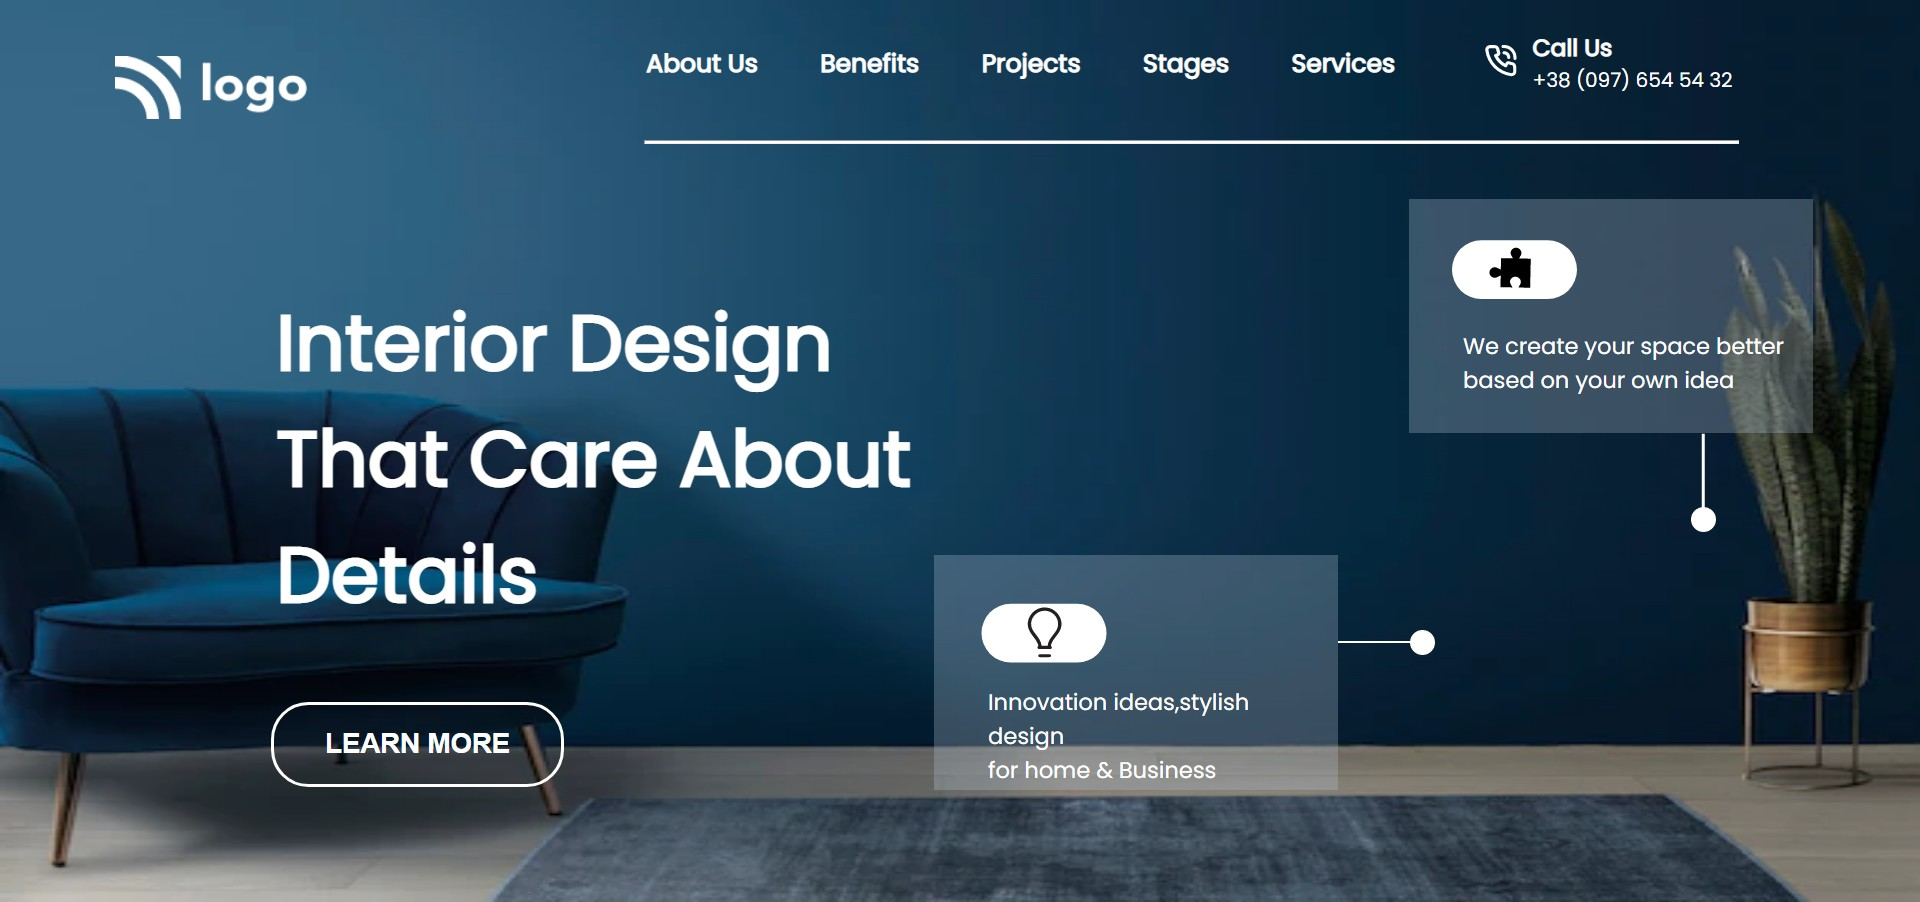 logo
About Us
Benefits
Projects
Stages
Services
Call Us
+38 (097) 654 54 32
We create your space better
based on your own idea
Interior Design
That Care About
Details
LEARN MORE
Innovation ideas,stylish
design
for home & Business